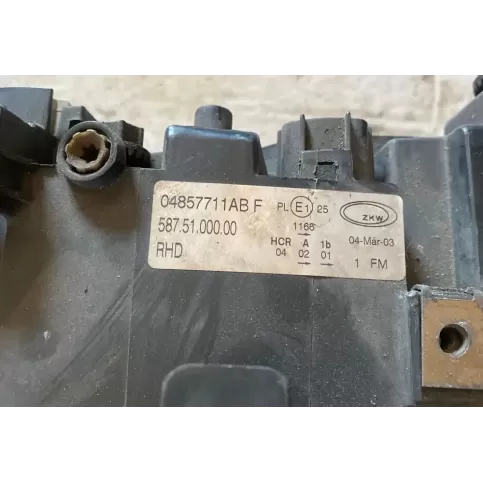 04857711AB F PL E1 25 ZKW
587.51.000.00 1166
HCR A 1b 04-Mär-03
RHD 04 02 01 1 FM